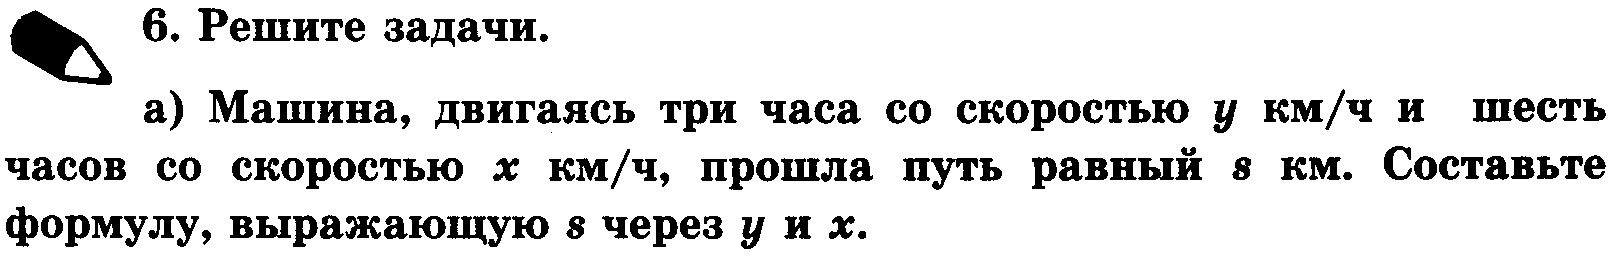 6. Решите задачи.
а) Машина, двигаясь три часа со скоростью y км/ч и шесть
часов со скоростью x км/ч, прошла путь равный s км. Составьте
формулу, выражающую s через y и x.